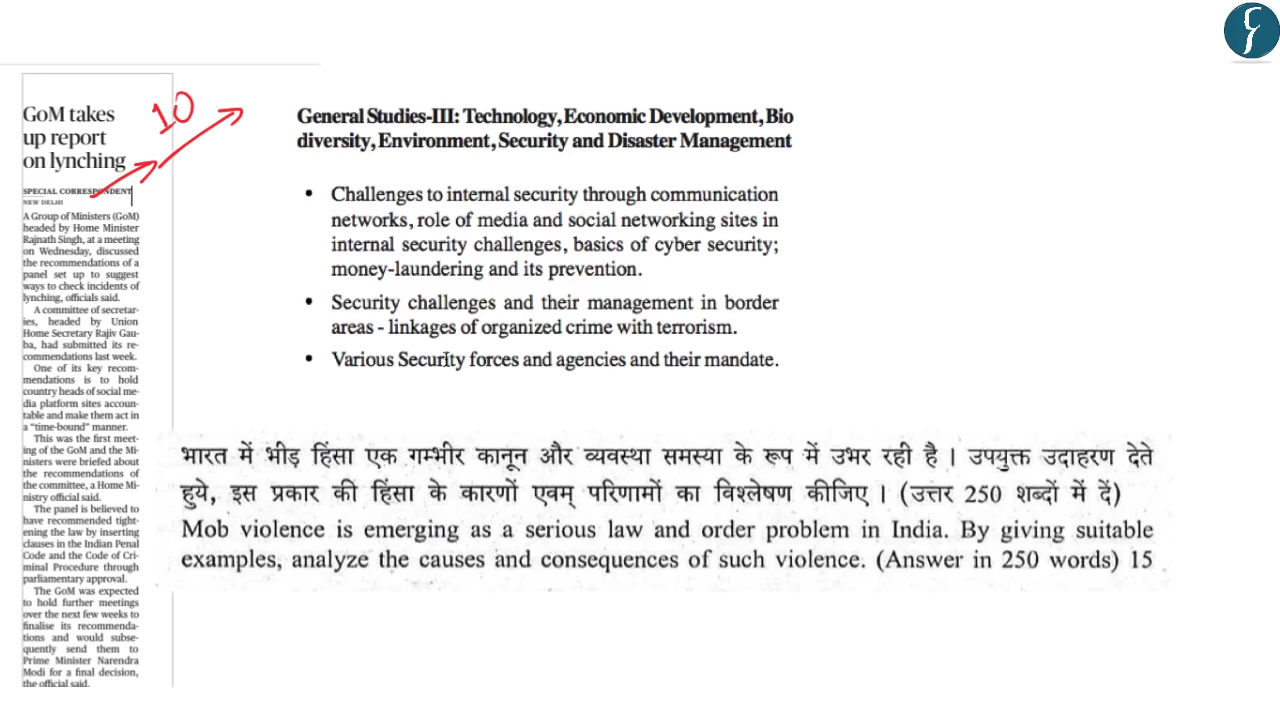 GoM takes
up report
on lynching
SPECIAL CORRESPONDENT
NEW DELHI
A Group of Ministers (GoM)
headed by Home Minister
Rajnath Singh, at a meeting
on Wednesday, discussed
the recommendations of a
panel set up to suggest
ways to check incidents of
lynching, officials said.
A committee of secretar-
ies, headed by Union
Home Secretary Rajiv Gau-
ba, had submitted its re-
commendations last week.
One of its key recom-
mendations is to hold
country heads of social me-
dia platform sites accoun-
table and make them act in
a “time-bound” manner.
This was the first meet-
ing of the GoM and the Mi-
nisters were briefed about
the recommendations of
the committee, a Home Mi-
nistry official said.
The panel is believed to
have recommended tight-
ening the law by inserting
clauses in the Indian Penal
Code and the Code of Cri-
minal Procedure through
parliamentary approval.
The GoM was expected
to hold further meetings
over the next few weeks to
finalise its recommenda-
tions and would subse-
quently send them to
Prime Minister Narendra
Modi for a final decision,
the official said.
10
General Studies-III: Technology, Economic Development, Bio
diversity, Environment, Security and Disaster Management
• Challenges to internal security through communication
networks, role of media and social networking sites in
internal security challenges, basics of cyber security;
money-laundering and its prevention.
• Security challenges and their management in border
areas - linkages of organized crime with terrorism.
• Various Security forces and agencies and their mandate.
भारत में भीड़ हिंसा एक गम्भीर कानून और व्यवस्था समस्या के रूप में उभर रही है । उपयुक्त उदाहरण देते
हुये, इस प्रकार की हिंसा के कारणों एवम् परिणामों का विश्लेषण कीजिए । (उत्तर 250 शब्दों में दें)
Mob violence is emerging as a serious law and order problem in India. By giving suitable
examples, analyze the causes and consequences of such violence. (Answer in 250 words) 15